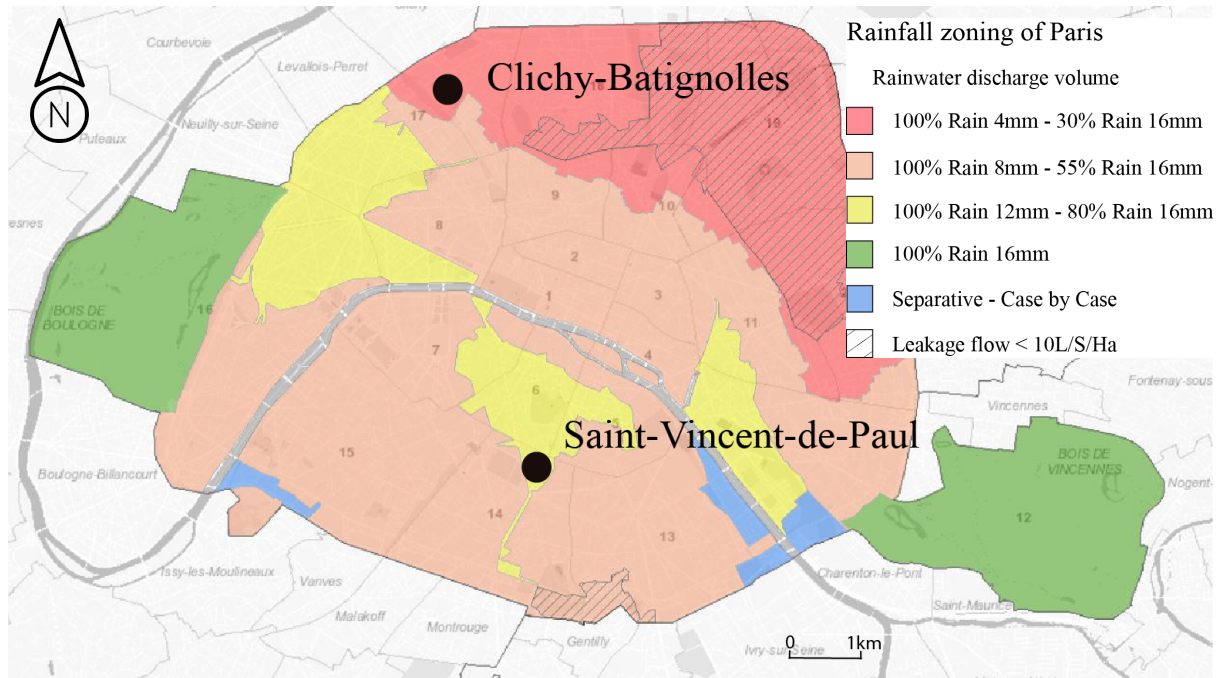 Rainfall zoning of Paris
Rainwater discharge volume
100% Rain 4mm - 30% Rain 16mm
100% Rain 8mm - 55% Rain 16mm
100% Rain 12mm - 80% Rain 16mm
100% Rain 16mm
Separative - Case by Case
Leakage flow < 10L/S/Ha
N
Courbevoie
Levallois-Perret
Clichy-Batignolles
Neuilly-sur-Seine
Puteaux
17
18
19
esnes
9
10
8
2
BOIS DE
BOULOGNE
16
1
3
11
7
4
6
Fontenay-sous
Vincennes
Saint-Vincent-de-Paul
Boulogne-Billancourt
15
BOIS DE
VINCENNES
Nogent-
14
13
12
Issy-les-Moulineaux
Vanves
Charenton-le-Pont
Malakoff
Saint-Maurice
Montrouge
Gentilly
Ivry-sur-Seine
0 1km